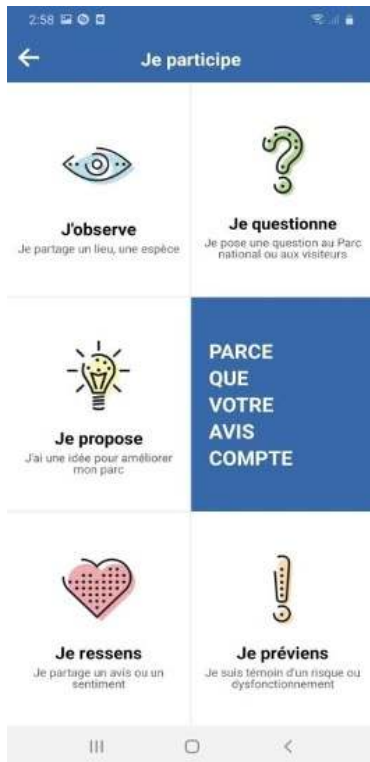 2:58
Je participe
J'observe
Je partage un lieu, une espèce
Je questionne
Je pose une question au Parc
national ou aux visiteurs
Je propose
J'ai une idée pour améliorer
mon parc
PARCE
QUE
VOTRE
AVIS
COMPTE
Je ressens
Je partage un avis ou un
sentiment
Je préviens
Je suis témoin d'un risque ou
dysfonctionnement